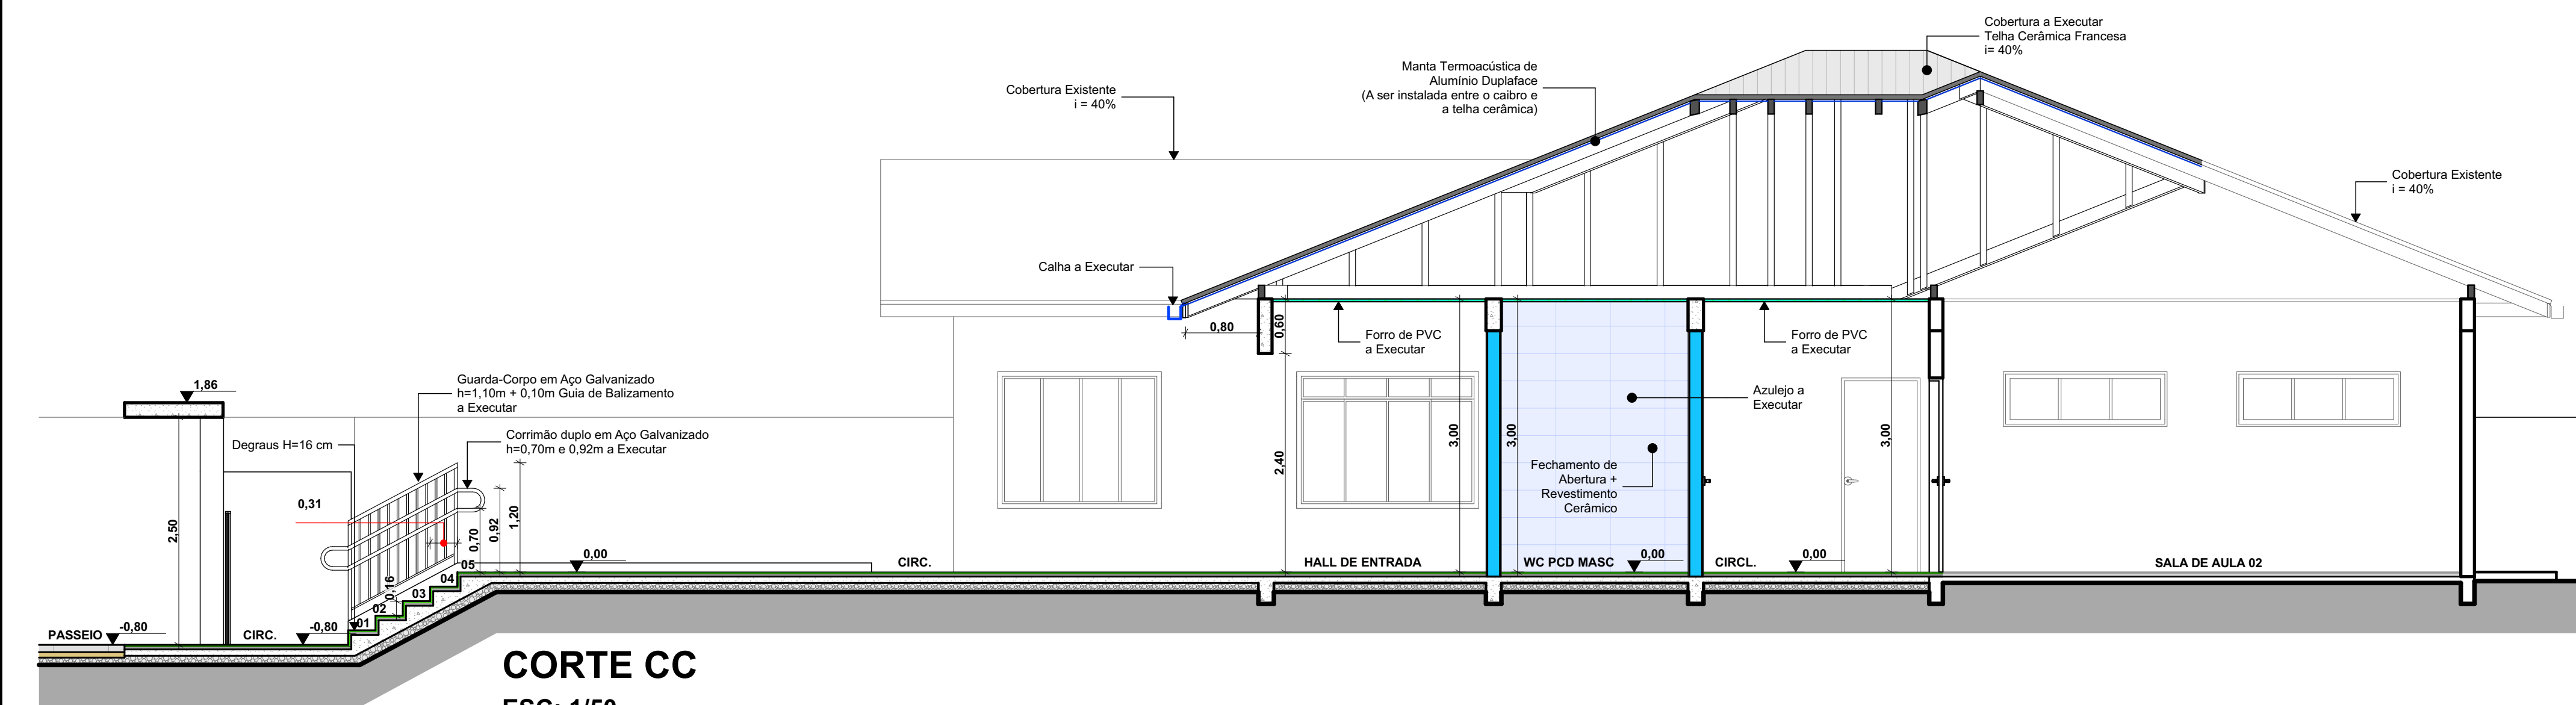 Cobertura a Executar
Telha Cerâmica Francesa
i= 40%
Manta Termoacústica de
Alumínio Duplaface
(A ser instalada entre o caibro e
a telha cerâmica)
Cobertura Existente
i = 40%
Cobertura Existente
i = 40%
Calha a Executar
0,80
0,60
Forro de PVC
a Executar
Forro de PVC
a Executar
1,86
Guarda-Corpo em Aço Galvanizado
h=1,10m + 0,10m Guia de Balizamento
a Executar
Azulejo a
Executar
Degraus H=16 cm
Corrimão duplo em Aço Galvanizado
h=0,70m e 0,92m a Executar
2,40
3,00
3,00
3,00
Fechamento de
Abertura +
Revestimento
Cerâmico
0,31
2,50
0,70
0,92
1,20
0,16
0,00
CIRC.
HALL DE ENTRADA
WC PCD MASC
0,00
CIRCL.
0,00
SALA DE AULA 02
05
04
03
02
01
PASSEIO
-0,80
CIRC.
-0,80
CORTE CC
ESC: 1/50